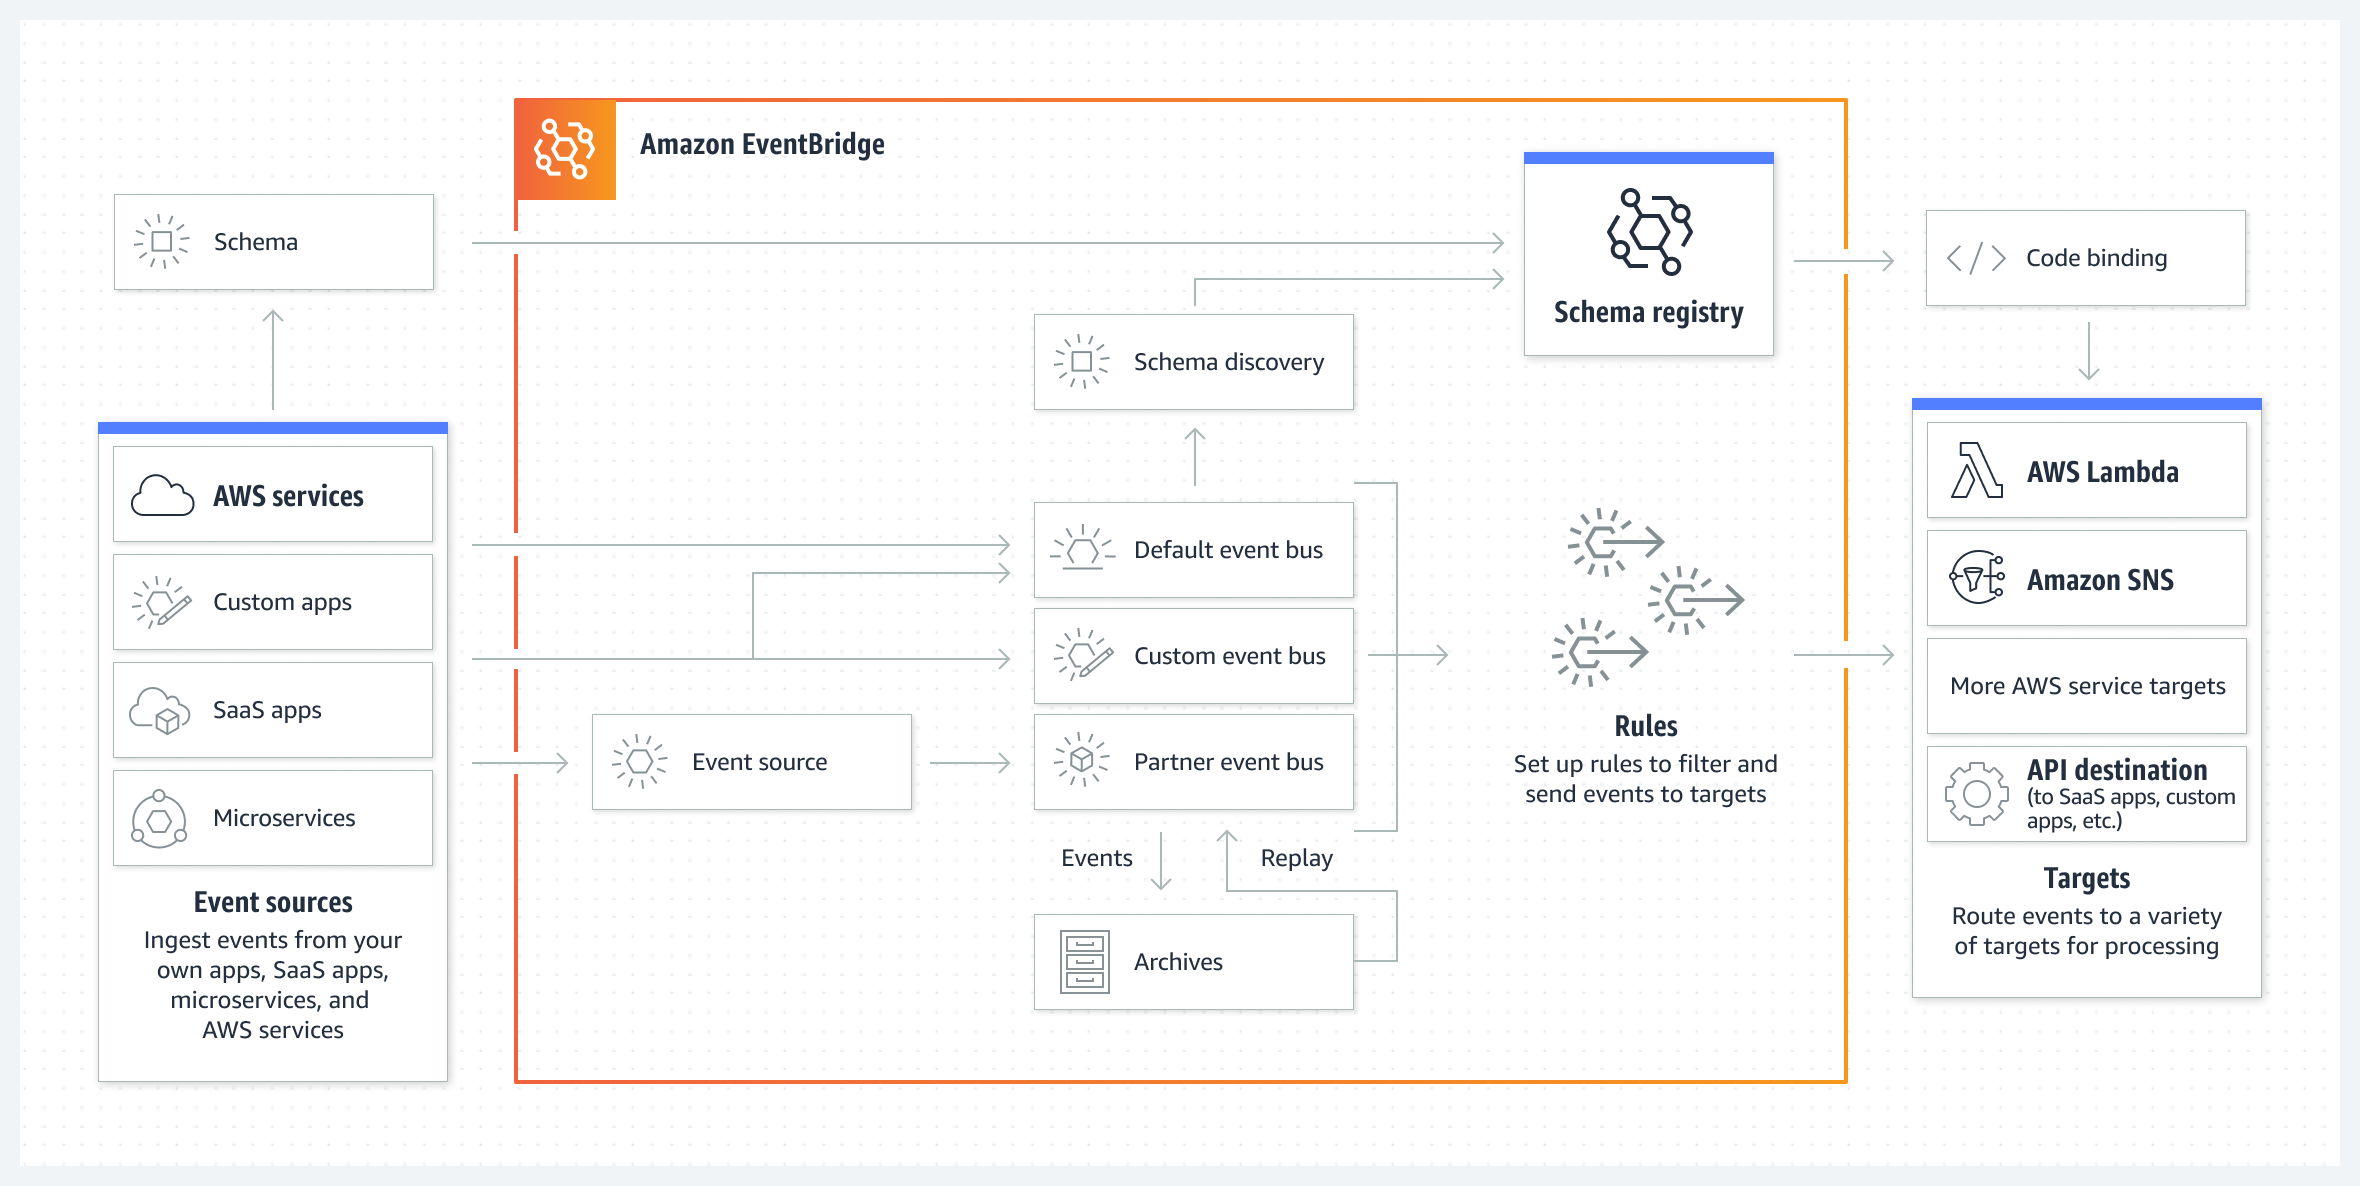 Amazon EventBridge
Schema
AWS services
Custom apps
SaaS apps
Microservices
Event sources
Ingest events from your
own apps, SaaS apps,
microservices, and
AWS services
Event source
Schema discovery
Default event bus
Custom event bus
Partner event bus
Events
Replay
Archives
Schema registry
Rules
Set up rules to filter and
send events to targets
Code binding
AWS Lambda
Amazon SNS
More AWS service targets
API destination
(to SaaS apps, custom
apps, etc.)
Targets
Route events to a variety
of targets for processing